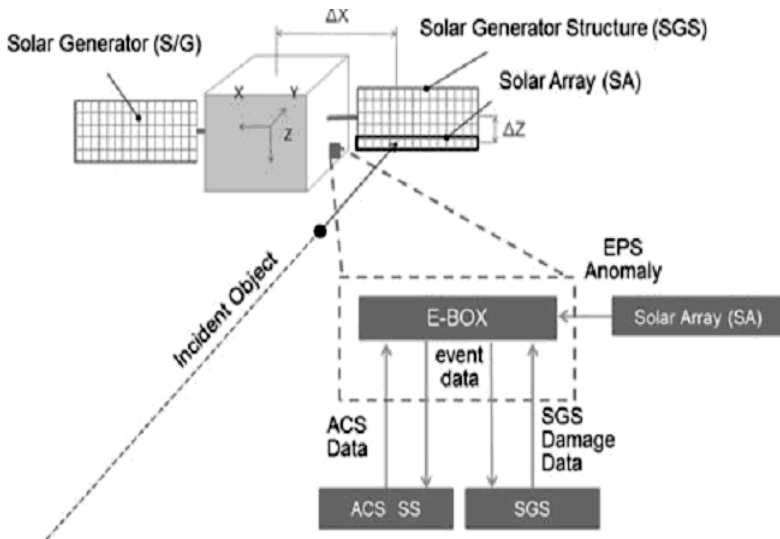 ΔX
Solar Generator (S/G)
Solar Generator Structure (SGS)
Solar Array (SA)
X
Y
Z
ΔZ
Incident Object
EPS
Anomaly
E-BOX
Solar Array (SA)
event
data
ACS
Data
SGS
Damage
Data
ACS SS
SGS